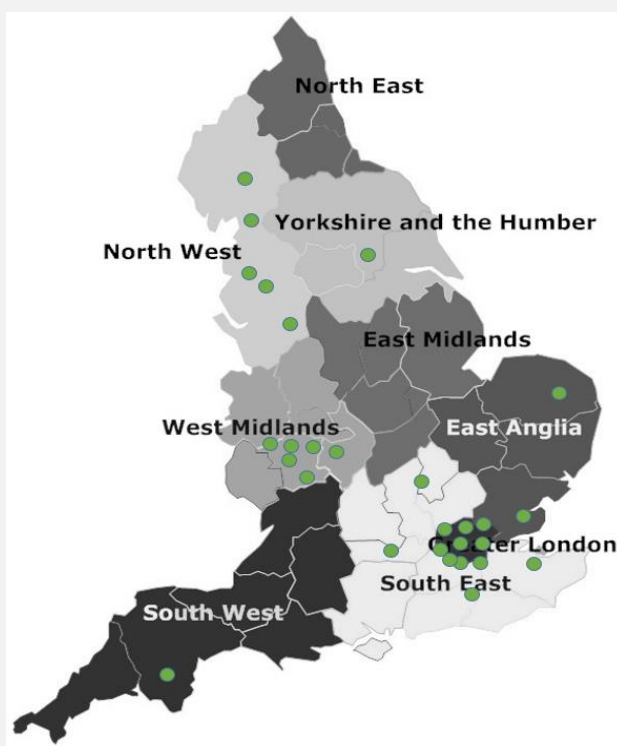 North East
Yorkshire and the Humber
North West
East Midlands
West Midlands
East Anglia
Greater London
South East
South West